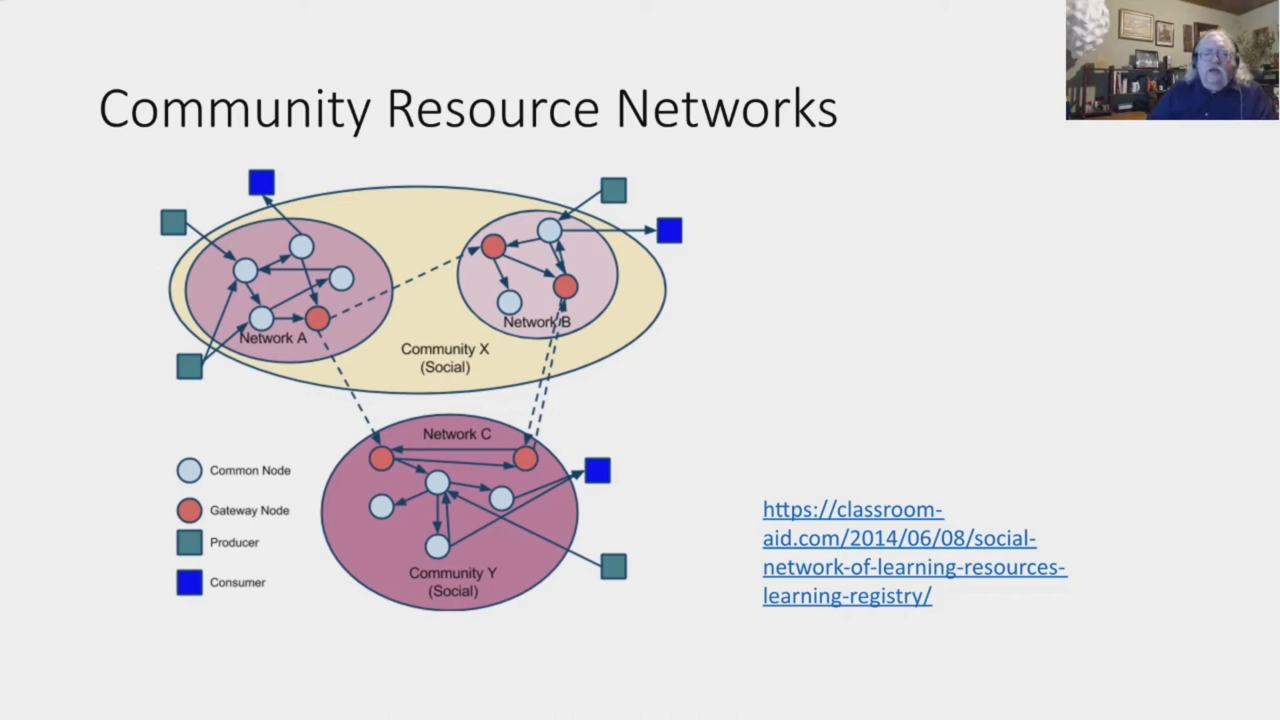 Community Resource Networks
Network A
Network B
Community X
(Social)
Network C
Community Y
(Social)
Common Node
Gateway Node
Producer
Consumer
https://classroom-
aid.com/2014/06/08/social-
network-of-learning-resources-
learning-registry/